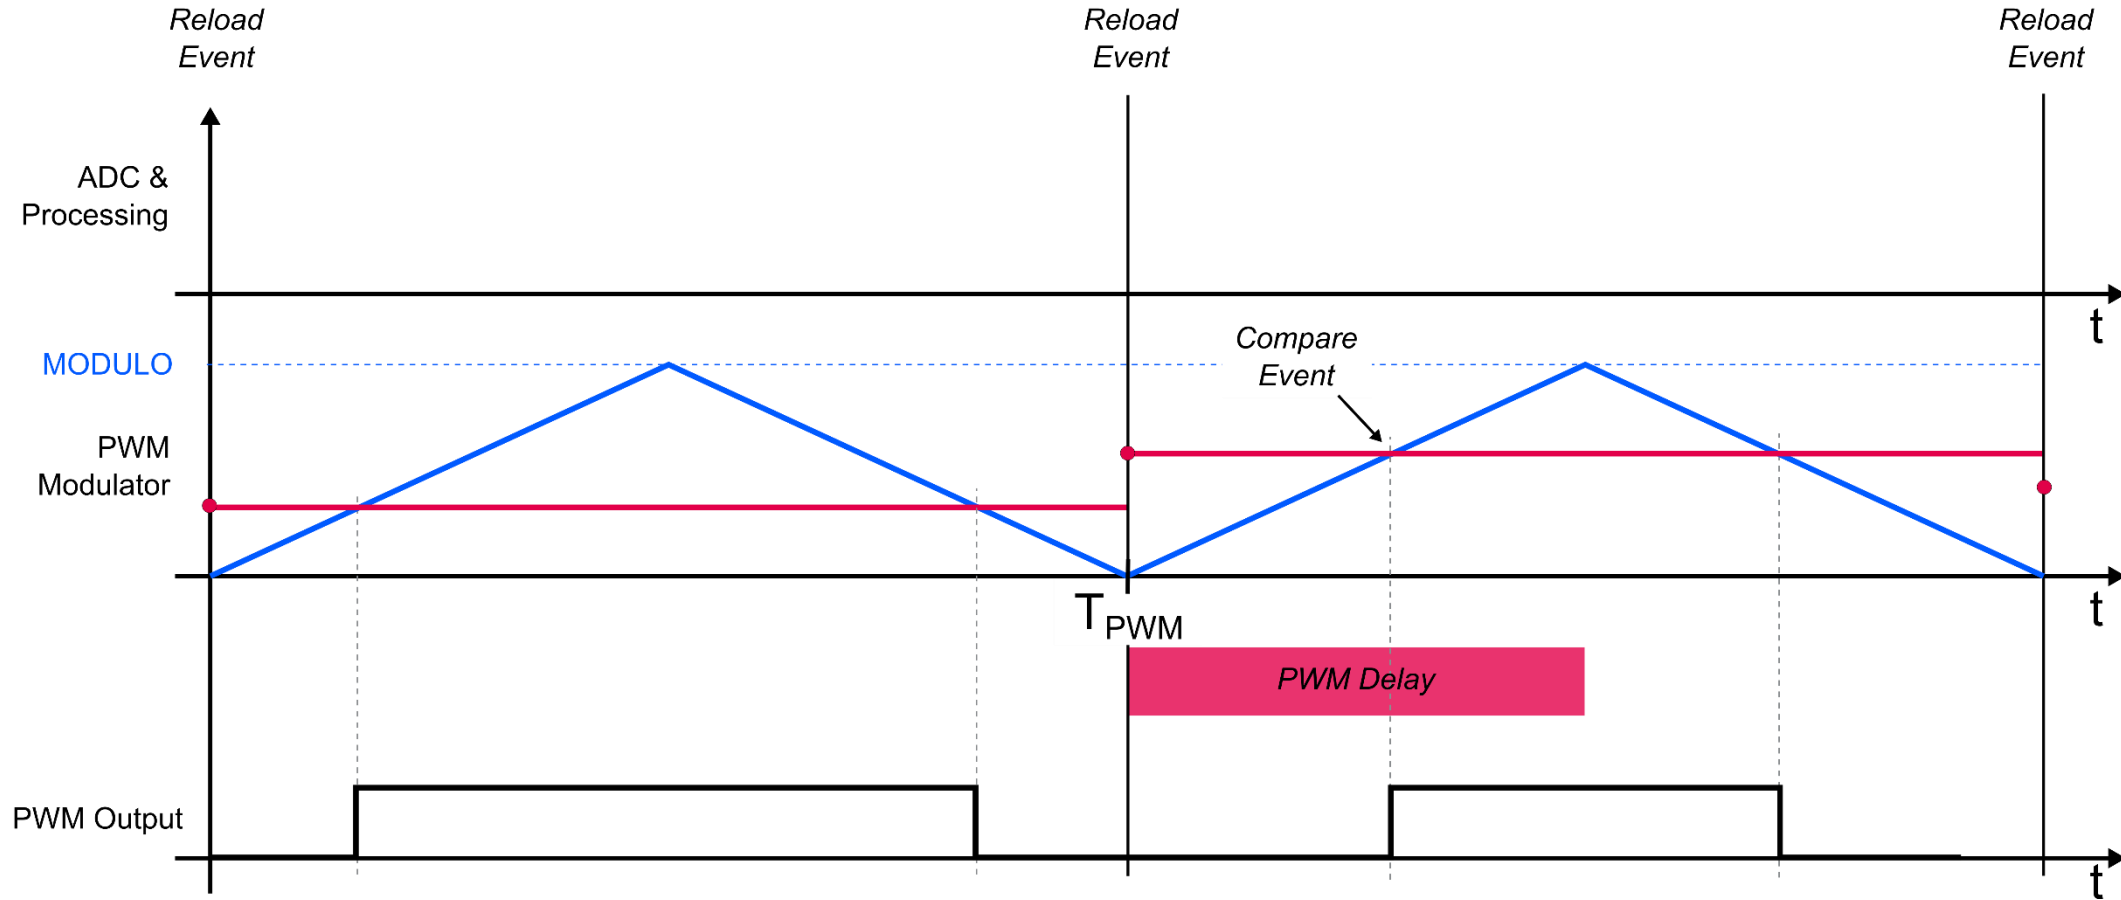 Reload
Event
Reload
Event
Reload
Event
ADC &
Processing
t
MODULO
Compare
Event
PWM
Modulator
t
TPWM
PWM Delay
PWM Output
t